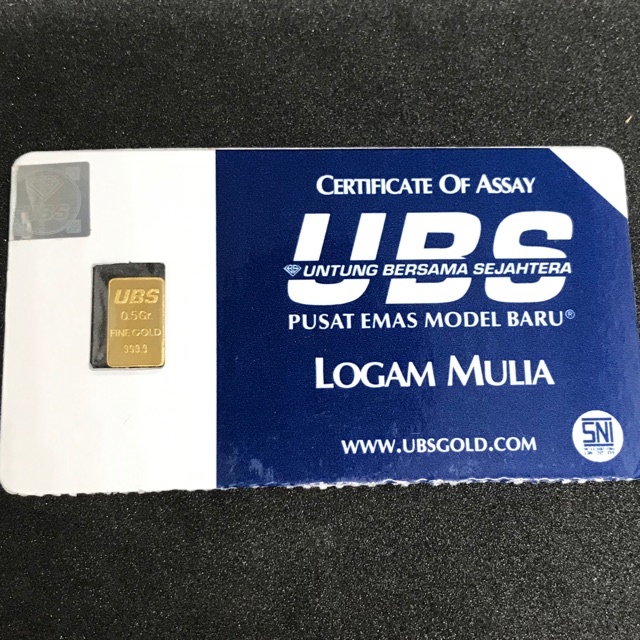 UBS
UBS
0.5Gr
FINE GOLD
999.9
CERTIFICATE OF ASSAY
UBS
UNTUNG BERSAMA SEJAHTERA
PUSAT EMAS MODEL BARU®
LOGAM MULIA
WWW.UBSGOLD.COM
SNI